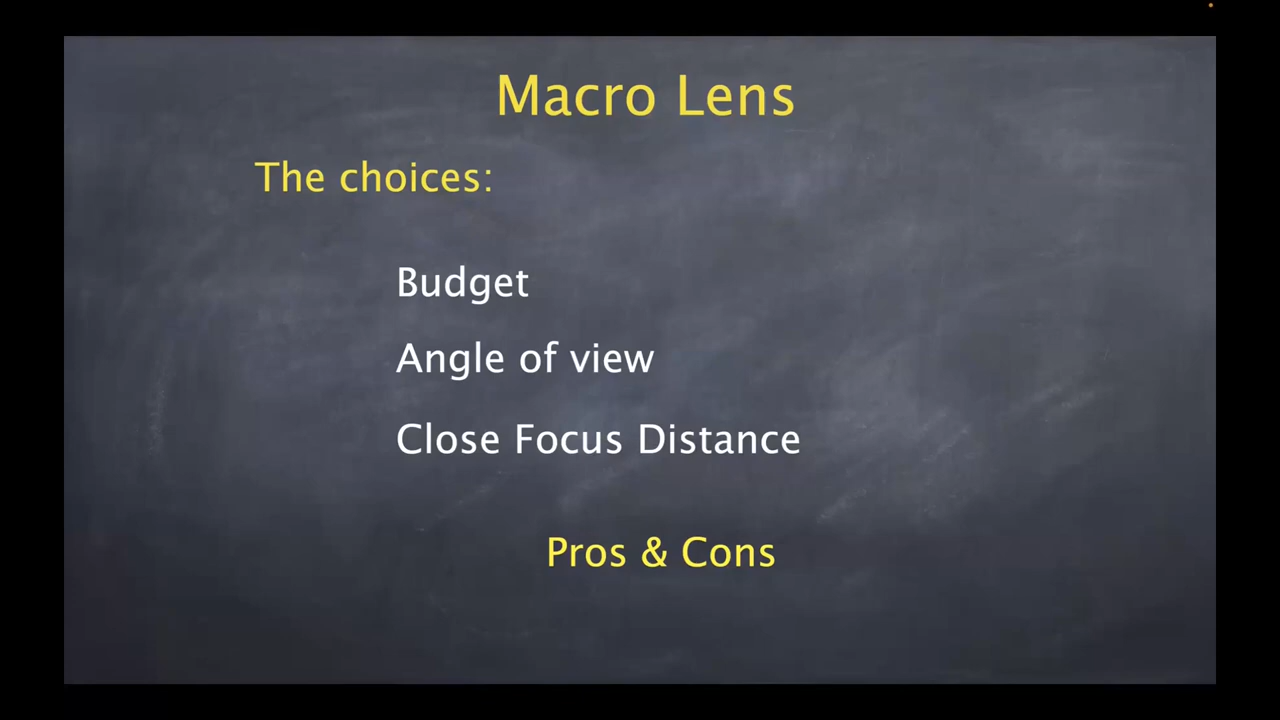 Macro Lens
The choices:
Budget
Angle of view
Close Focus Distance
Pros & Cons